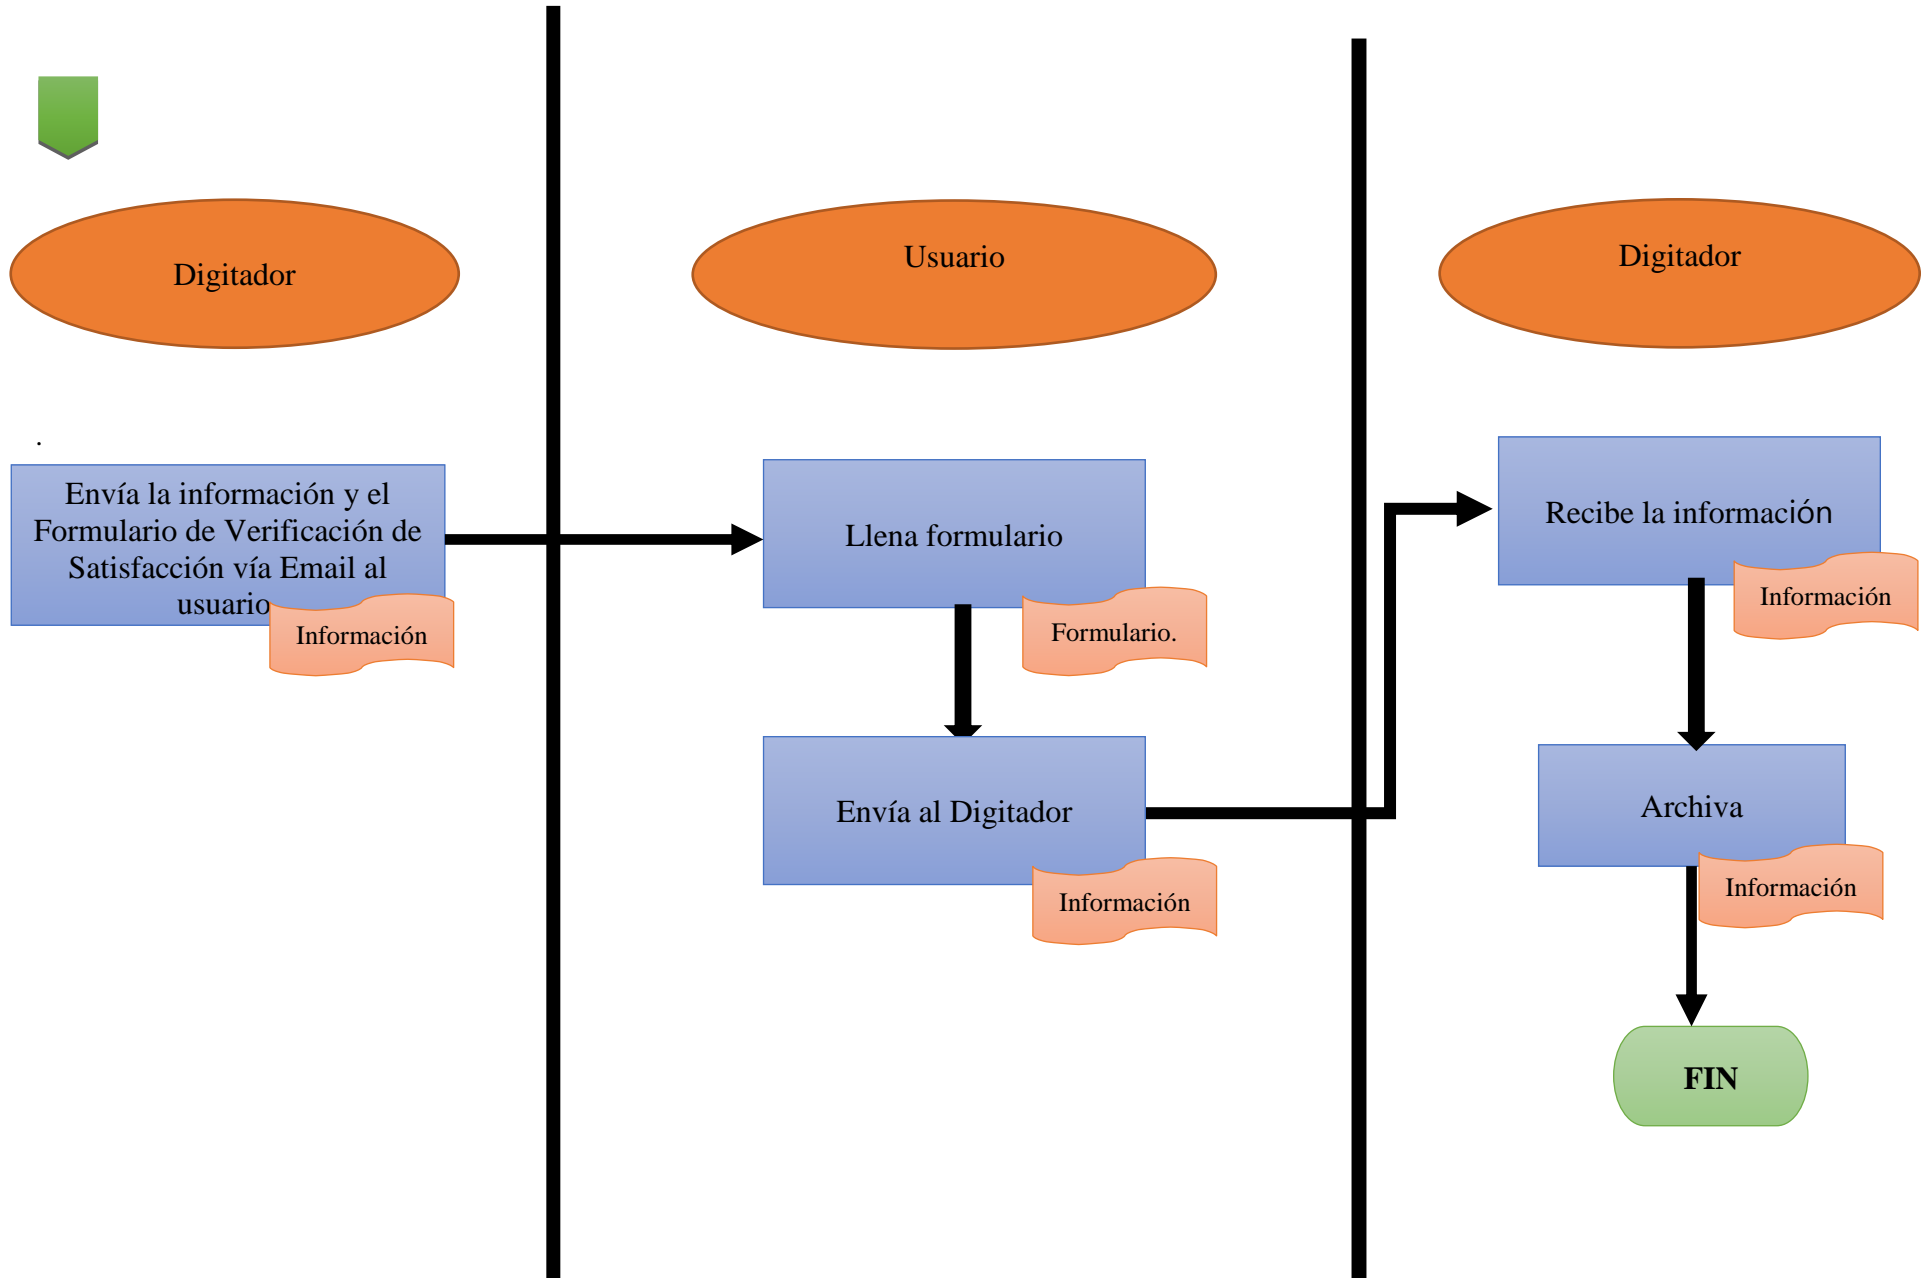 Digitador
Usuario
Digitador
.
Envía la información y el
Formulario de Verificación de
Satisfacción vía Email al
usuario
Información
Llena formulario
Formulario.
Envía al Digitador
Información
Recibe la información
Información
Archiva
Información
FIN